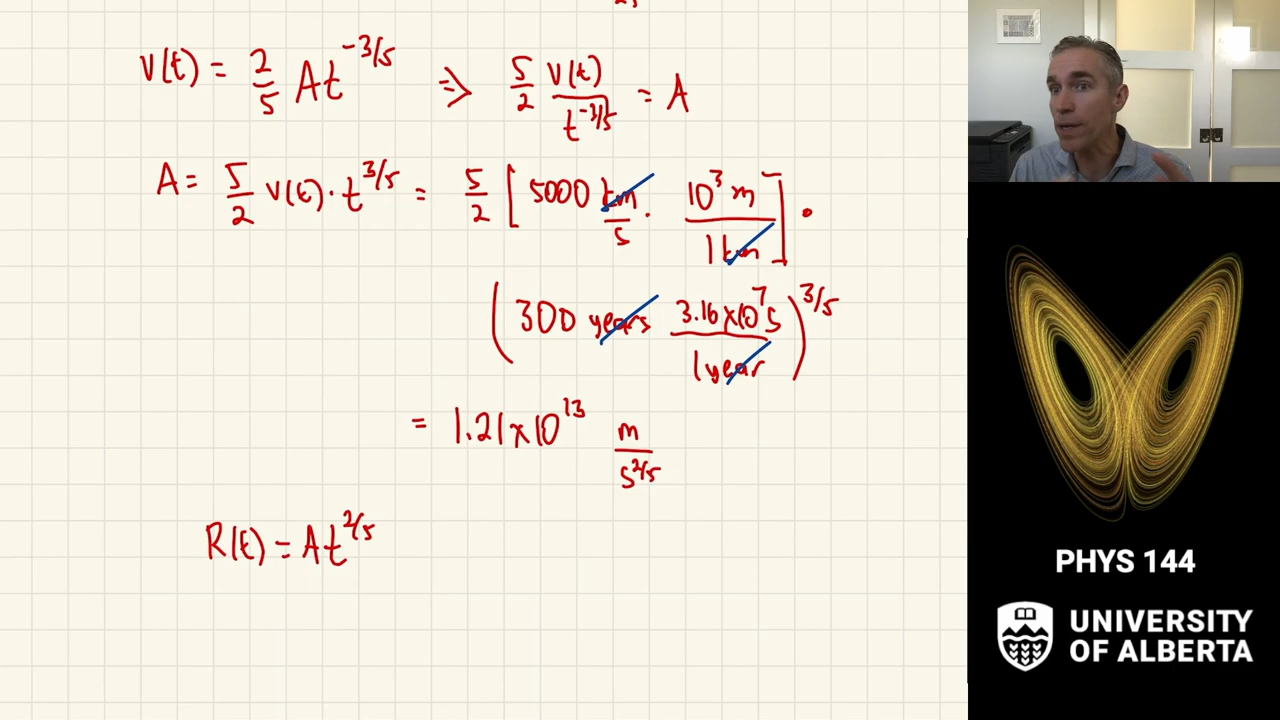 v(t) = 2/5 A t^-3/5 ⇒ 5/2 v(t)/t^-3/5 = A
A = 5/2 v(t) · t^3/5 = 5/2 [ 5000 km/s · 10^3 m / 1 km ] ·
( 300 years 3.16×10^7 s / 1 year )^3/5
= 1.21×10^13 m/s^2/5
R(t) = A t^2/5
PHYS 144
UNIVERSITY
OF ALBERTA